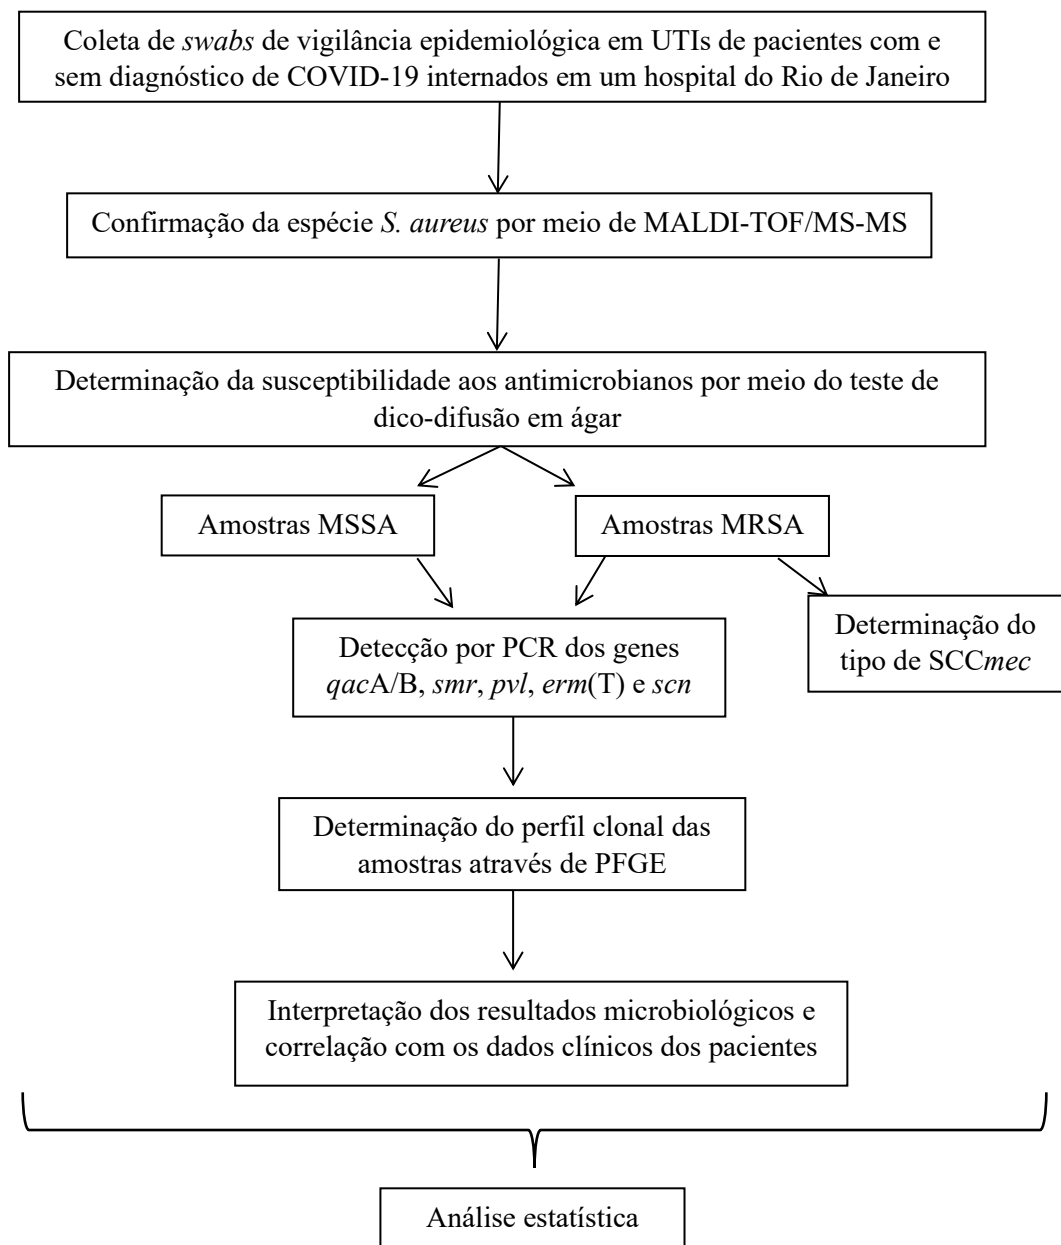 Coleta de swabs de vigilância epidemiológica em UTIs de pacientes com e
sem diagnóstico de COVID-19 internados em um hospital do Rio de Janeiro
Confirmação da espécie S. aureus por meio de MALDI-TOF/MS-MS
Determinação da susceptibilidade aos antimicrobianos por meio do teste de
dico-difusão em ágar
Amostras MSSA
Amostras MRSA
Detecção por PCR dos genes
qacA/B, smr, pvl, erm(T) e scn
Determinação do
tipo de SCCmec
Determinação do perfil clonal das
amostras através de PFGE
Interpretação dos resultados microbiológicos e
correlação com os dados clínicos dos pacientes
Análise estatística